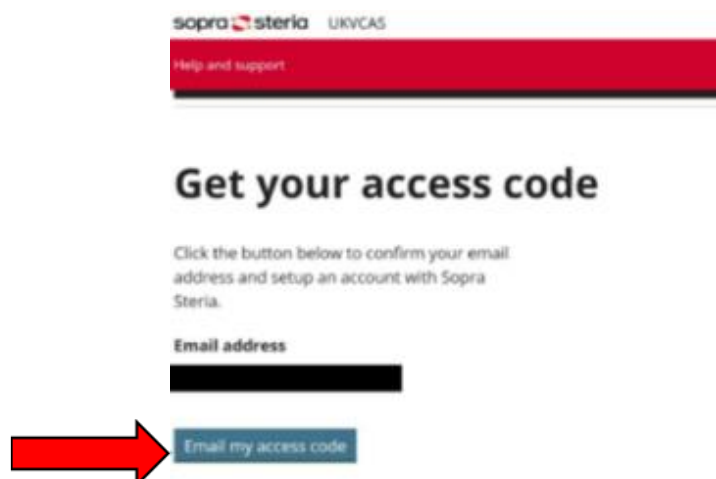 sopra steria UKVCAS
Help and support
Get your access code
Click the button below to confirm your email
address and setup an account with Sopra
Steria.
Email address
Email my access code